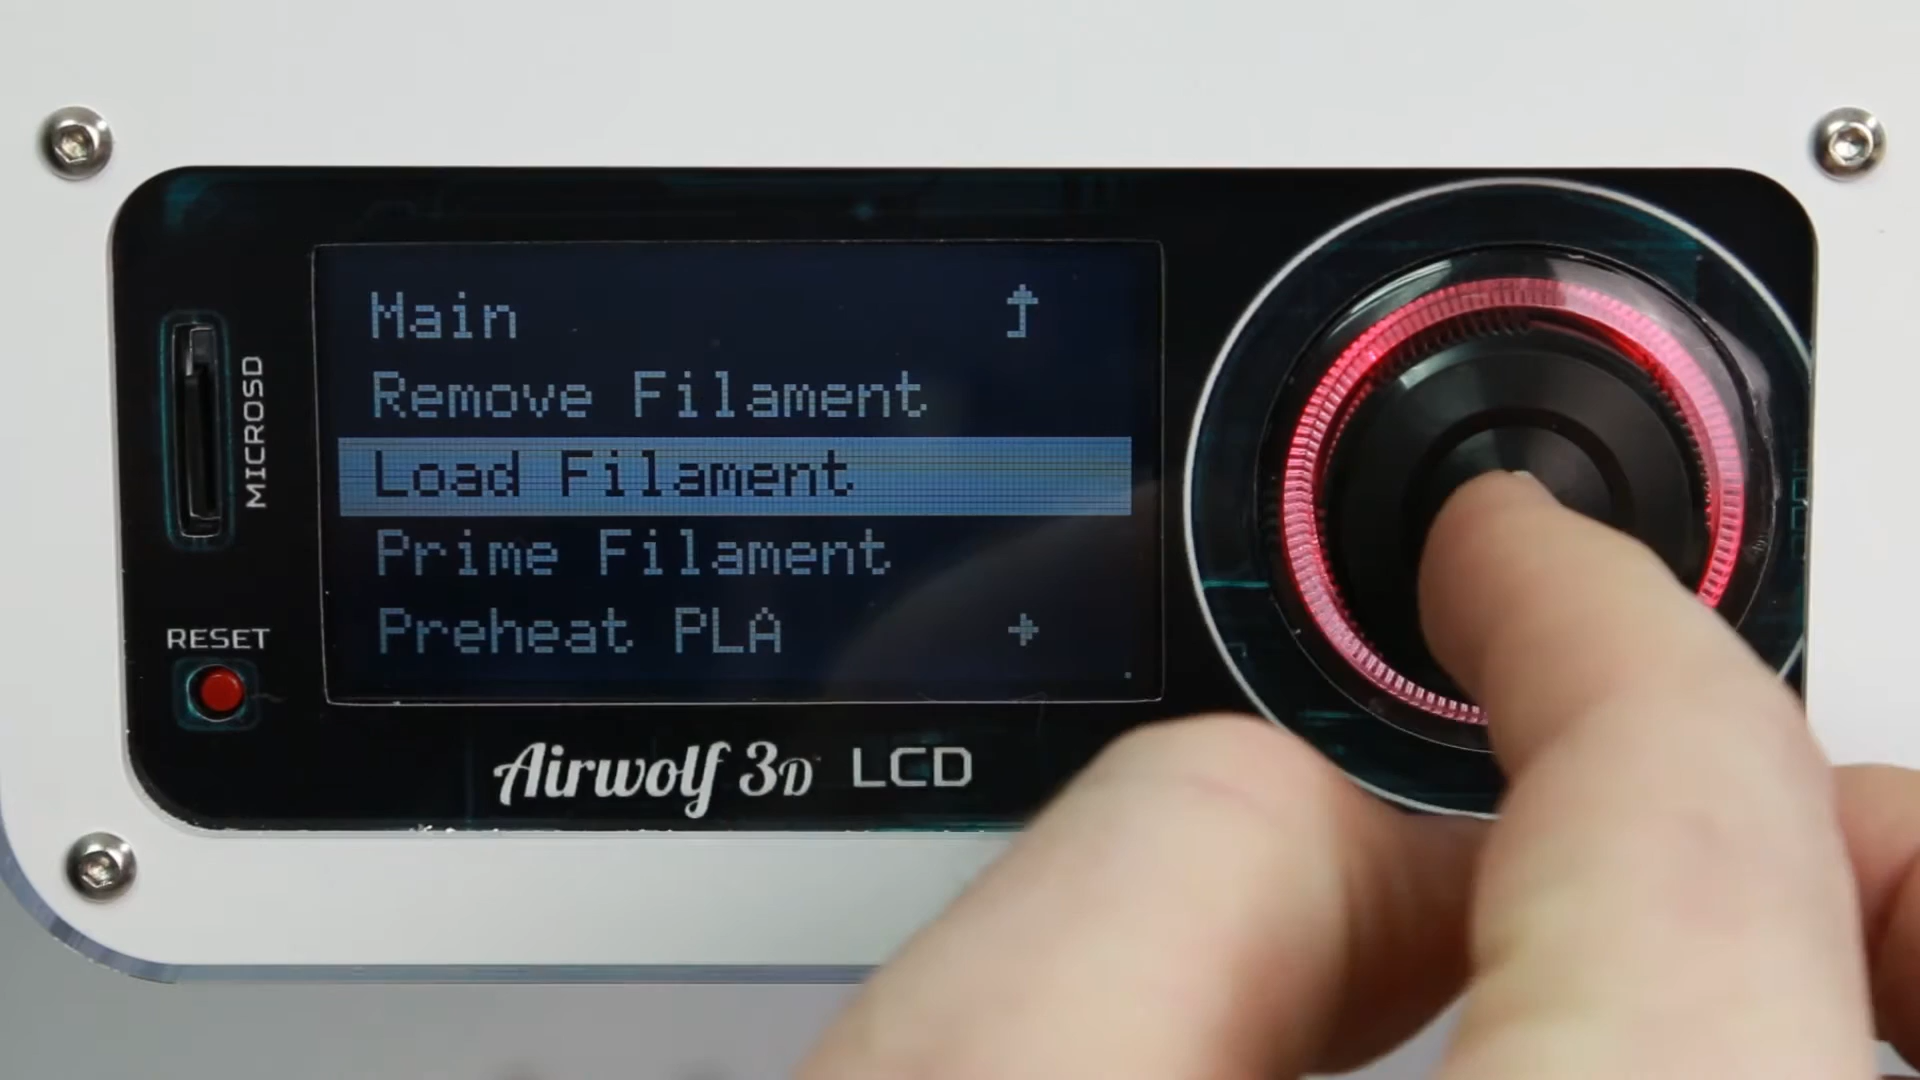 Main
Remove Filament
Load Filament
Prime Filament
Preheat PLA
MICROSD
RESET
Airwolf 3D LCD